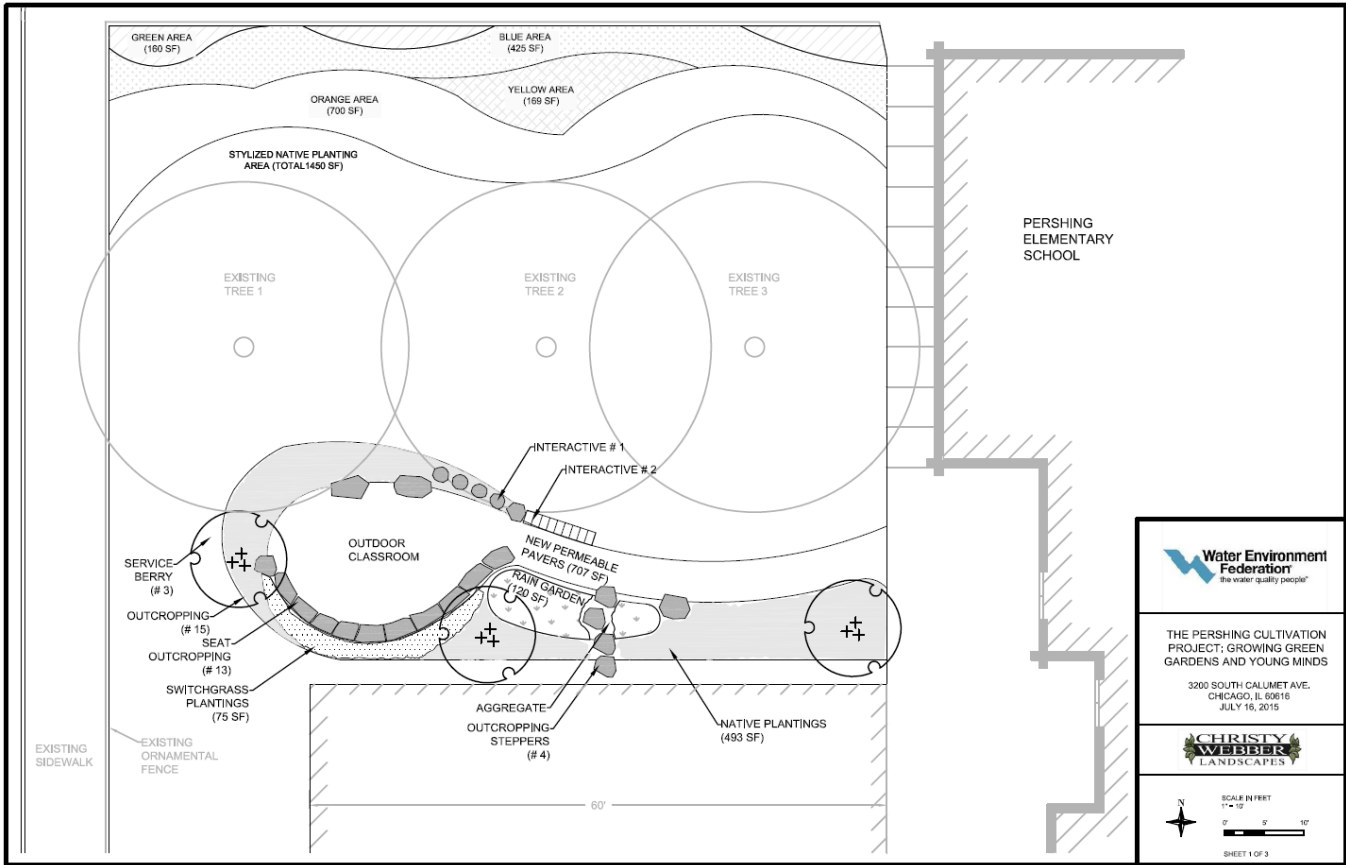 GREEN AREA
(160 SF)
BLUE AREA
(425 SF)
YELLOW AREA
(169 SF)
ORANGE AREA
(700 SF)
STYLIZED NATIVE PLANTING
AREA (TOTAL1450 SF)
PERSHING
ELEMENTARY
SCHOOL
EXISTING
TREE 1
EXISTING
TREE 2
EXISTING
TREE 3
INTERACTIVE # 1
INTERACTIVE # 2
OUTDOOR
CLASSROOM
NEW PERMEABLE
PAVERS (707 SF)
RAIN GARDEN
(120 SF)
SERVICE
BERRY
(# 3)
OUTCROPPING
(# 15)
SEAT
OUTCROPPING
(# 13)
SWITCHGRASS
PLANTINGS
(75 SF)
AGGREGATE
OUTCROPPING
STEPPERS
(# 4)
NATIVE PLANTINGS
(493 SF)
EXISTING
SIDEWALK
EXISTING
ORNAMENTAL
FENCE
60'
Water Environment
Federation®
the water quality people®
THE PERSHING CULTIVATION
PROJECT; GROWING GREEN
GARDENS AND YOUNG MINDS
3200 SOUTH CALUMET AVE.
CHICAGO, IL 60616
JULY 16, 2015
CHRISTY
WEBBER
LANDSCAPES
N
SCALE IN FEET
1" = 10'
0' 5' 10'
SHEET 1 OF 3